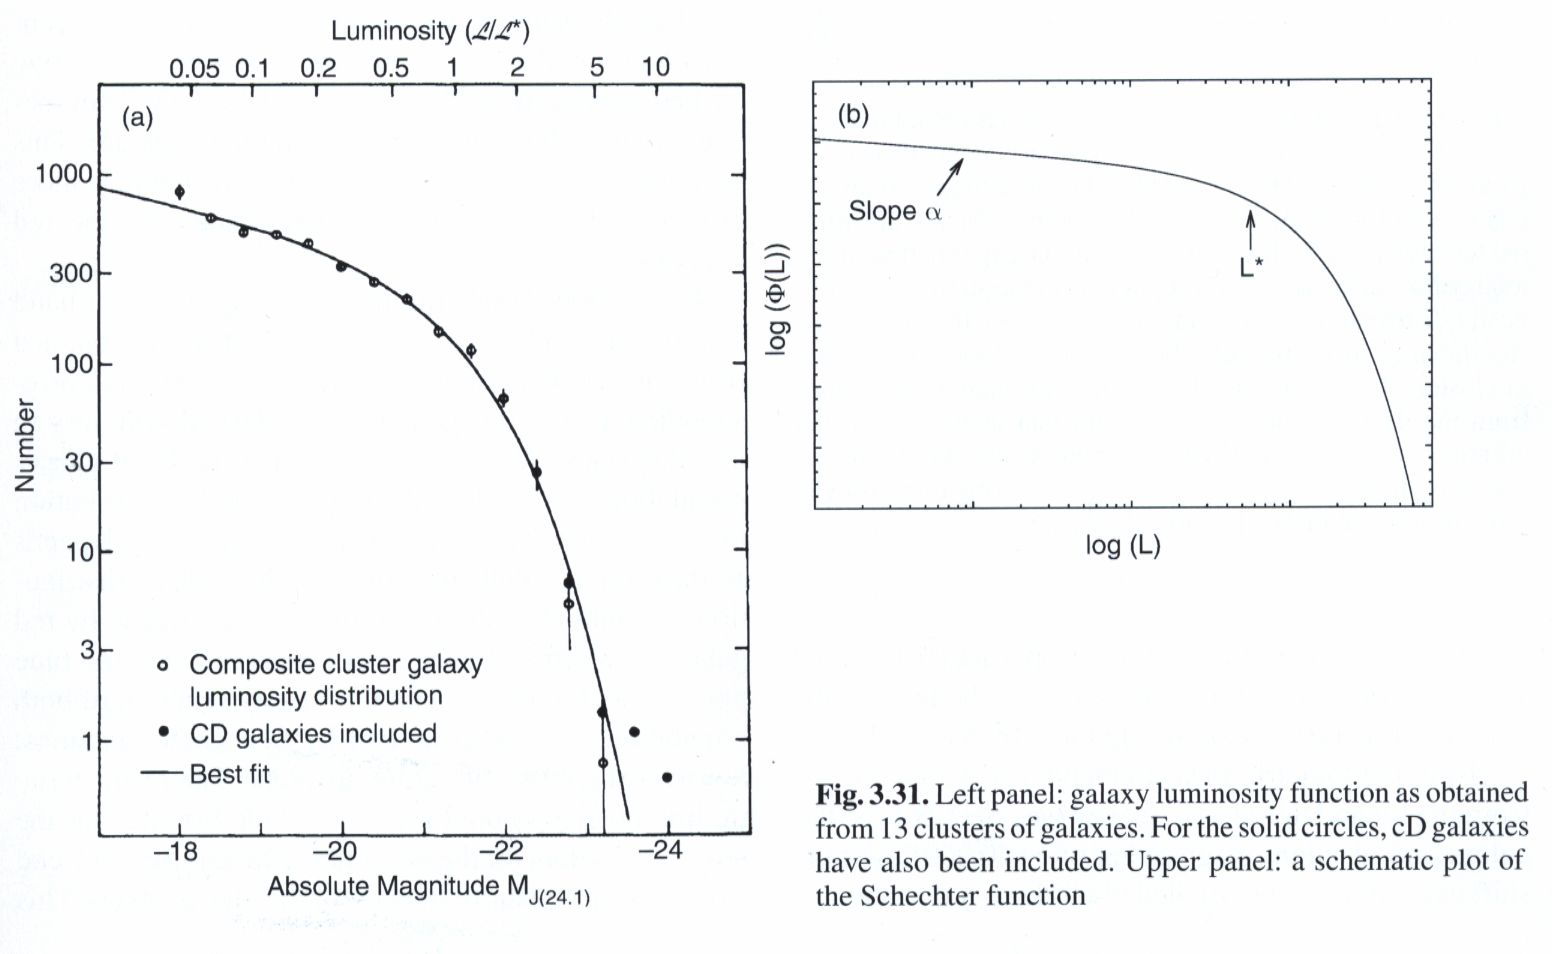 Luminosity (ℒ/ℒ*)
0.05 0.1 0.2 0.5 1 2 5 10
(a)
1000
300
100
30
10
3
1
Number
Composite cluster galaxy
luminosity distribution
CD galaxies included
Best fit
–18 –20 –22 –24
Absolute Magnitude M J(24.1)
(b)
Slope α
L*
log (Φ(L))
log (L)
Fig. 3.31. Left panel: galaxy luminosity function as obtained
from 13 clusters of galaxies. For the solid circles, cD galaxies
have also been included. Upper panel: a schematic plot of
the Schechter function